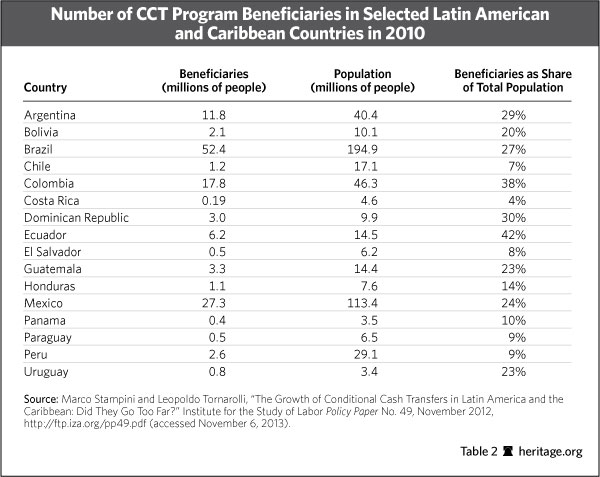 Number of CCT Program Beneficiaries in Selected Latin American
and Caribbean Countries in 2010
Country Beneficiaries (millions of people) Population (millions of people) Beneficiaries as Share of Total Population
Argentina 11.8 40.4 29%
Bolivia 2.1 10.1 20%
Brazil 52.4 194.9 27%
Chile 1.2 17.1 7%
Colombia 17.8 46.3 38%
Costa Rica 0.19 4.6 4%
Dominican Republic 3.0 9.9 30%
Ecuador 6.2 14.5 42%
El Salvador 0.5 6.2 8%
Guatemala 3.3 14.4 23%
Honduras 1.1 7.6 14%
Mexico 27.3 113.4 24%
Panama 0.4 3.5 10%
Paraguay 0.5 6.5 9%
Peru 2.6 29.1 9%
Uruguay 0.8 3.4 23%
Source: Marco Stampini and Leopoldo Tornarolli, “The Growth of Conditional Cash Transfers in Latin America and the
Caribbean: Did They Go Too Far?” Institute for the Study of Labor Policy Paper No. 49, November 2012,
http://ftp.iza.org/pp49.pdf (accessed November 6, 2013).
Table 2 heritage.org